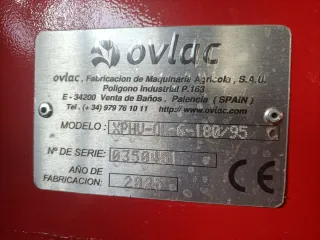 ovlac
ovlac, Fabricacion de Maquinaria Agricola, S.A.U.
Poligono Industrial P.163
E - 34200 Venta de Baños, Palencia (SPAIN)
T. (+ 34) 979 76 10 11 http://www.ovlac.com
MODELO:
Nº DE SERIE:
AÑO DE
FABRICACION:
CE